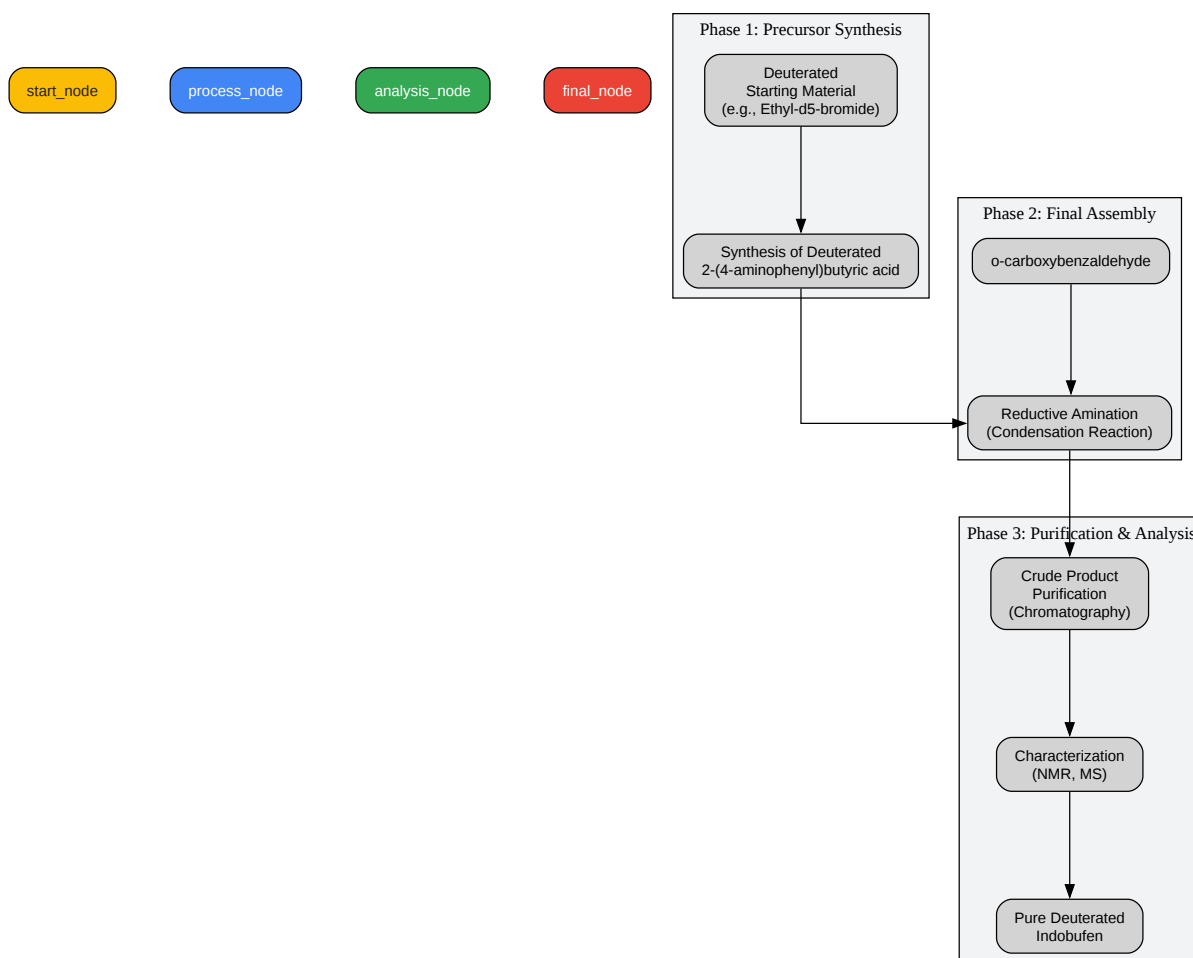 start_node
process_node
analysis_node
final_node
Phase 1: Precursor Synthesis
Deuterated
Starting Material
(e.g., Ethyl-d5-bromide)
Synthesis of Deuterated
2-(4-aminophenyl)butyric acid
Phase 2: Final Assembly
o-carboxybenzaldehyde
Reductive Amination
(Condensation Reaction)
Phase 3: Purification & Analysis
Crude Product
Purification
(Chromatography)
Characterization
(NMR, MS)
Pure Deuterated
Indobufen